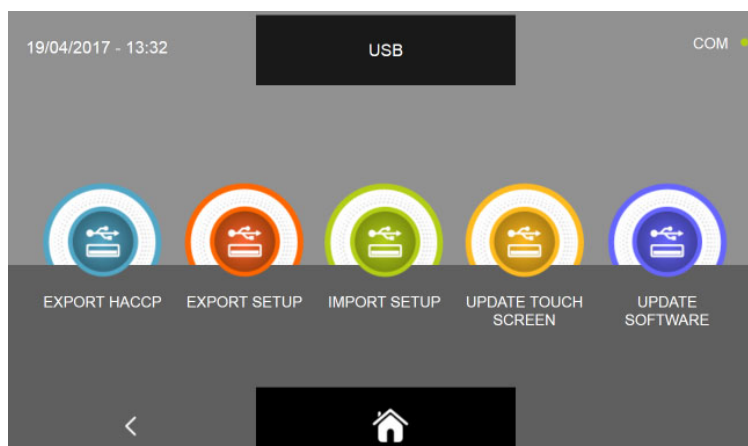 19/04/2017 - 13:32
USB
COM
EXPORT HACCP
EXPORT SETUP
IMPORT SETUP
UPDATE TOUCH
SCREEN
UPDATE
SOFTWARE